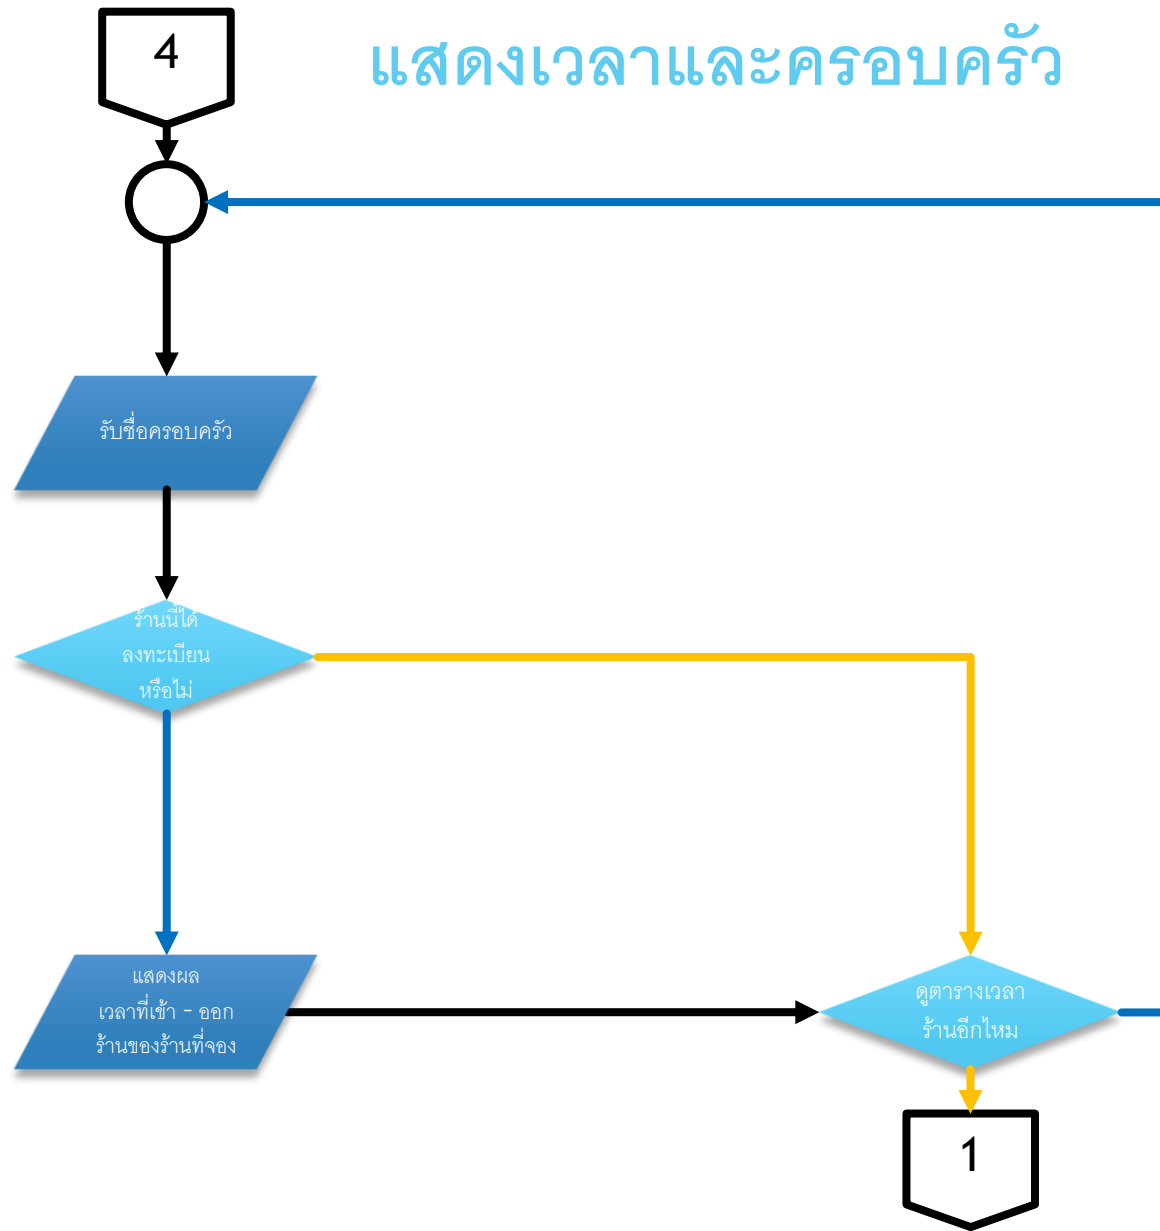 4
แสดงเวลาและครอบครัว
รับชื่อครอบครัว
ร้านนี้ได้
ลงทะเบียน
หรือไม่
แสดงผล
เวลาที่เข้า - ออก
ร้านของร้านที่จอง
ดูตารางเวลา
ร้านอีกไหม
1